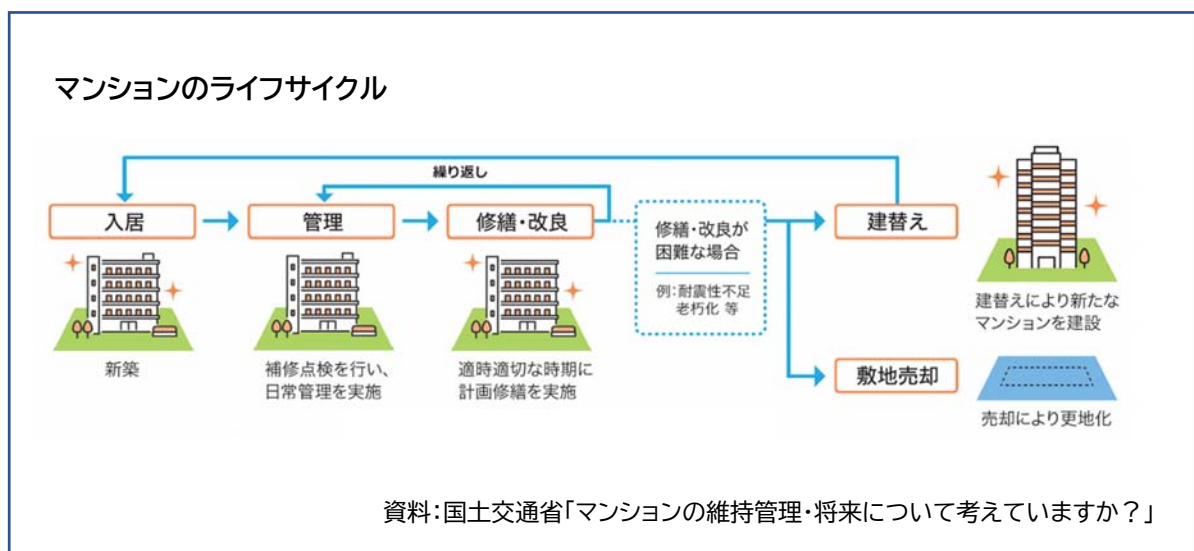 マンションのライフサイクル
繰り返し
入居
管理
修繕・改良
修繕・改良が
困難な場合
例:耐震性不足
老朽化 等
建替え
新築
補修点検を行い、
日常管理を実施
適時適切な時期に
計画修繕を実施
建替えにより新たな
マンションを建設
敷地売却
売却により更地化
資料:国土交通省「マンションの維持管理・将来について考えていますか?」